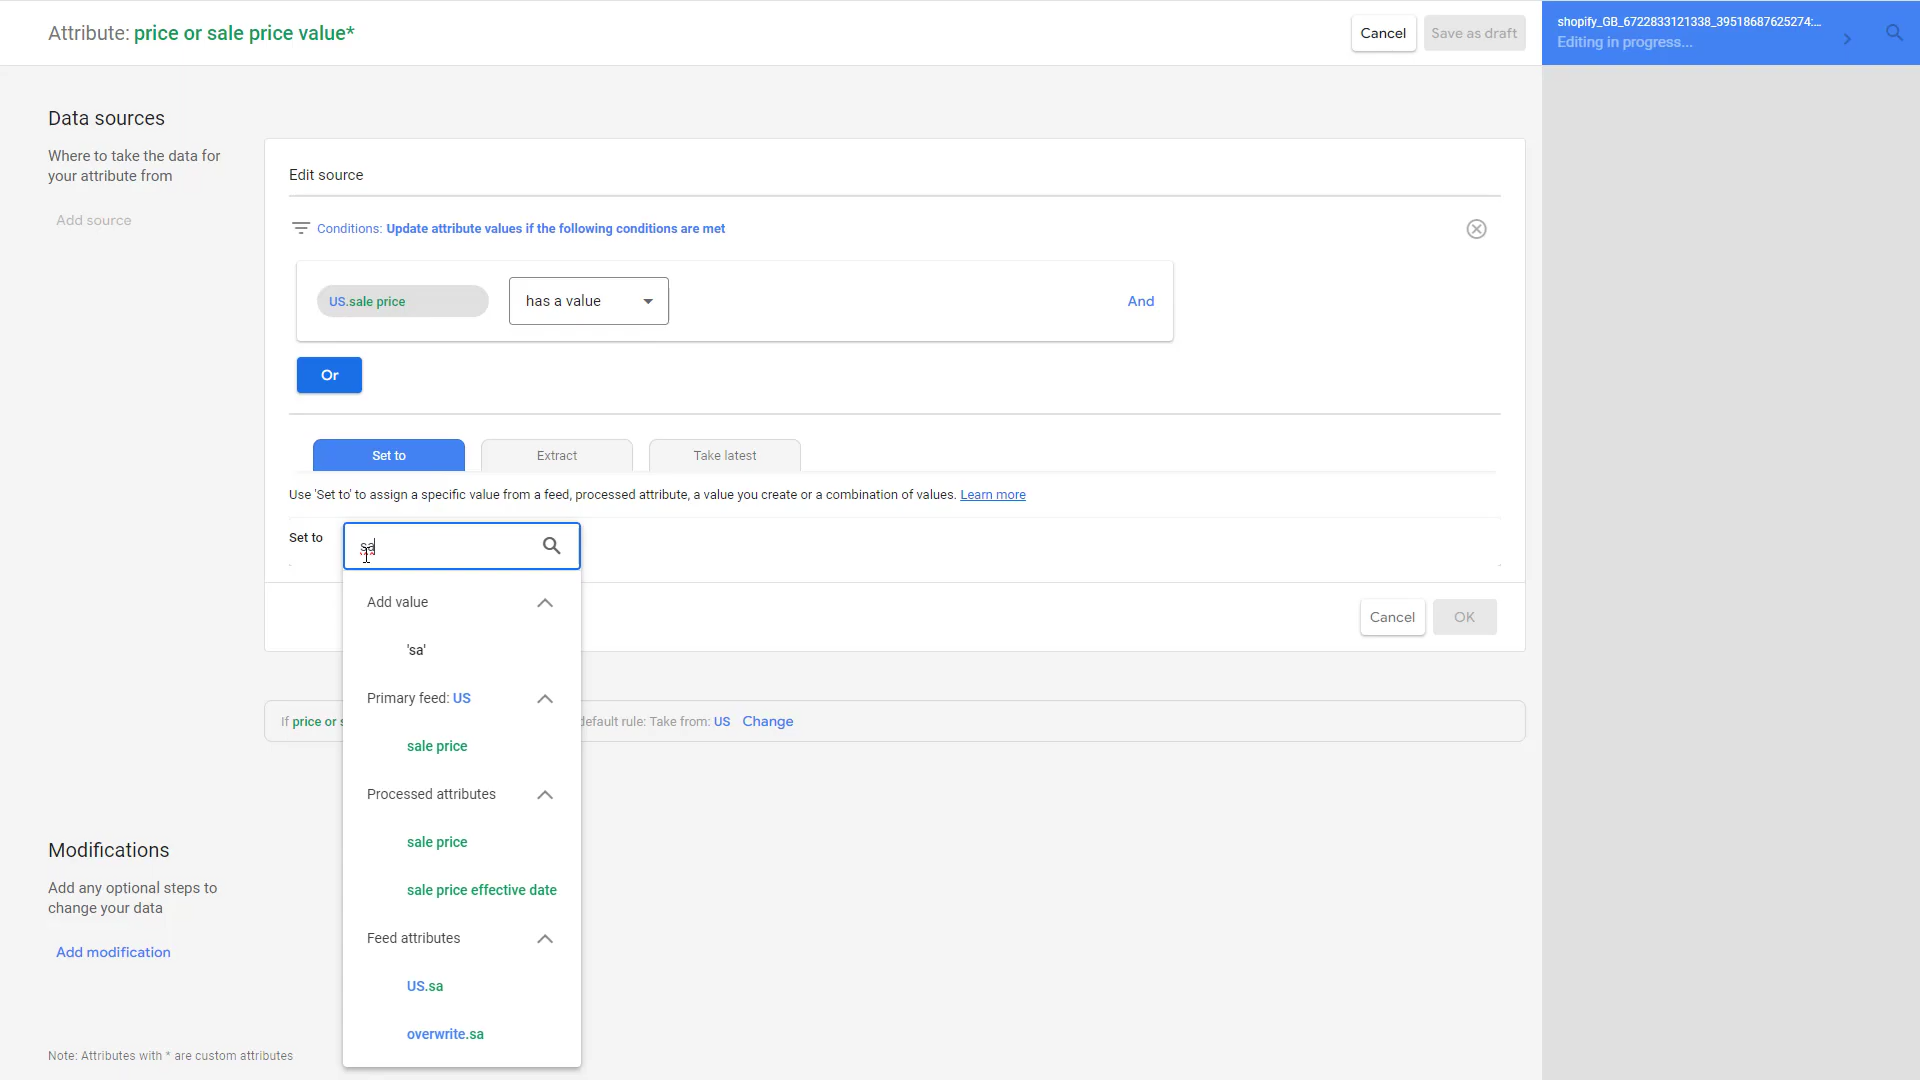 Attribute: price or sale price value*
Cancel
Save as draft
shopify_GB_6722833121338_39518687625274:...
Editing in progress...
Data sources
Where to take the data for
your attribute from
Add source
Edit source
Conditions: Update attribute values if the following conditions are met
US.sale price
has a value
And
Or
Set to
Extract
Take latest
Use 'Set to' to assign a specific value from a feed, processed attribute, a value you create or a combination of values. Learn more
Set to
sa
Add value
'sa'
Primary feed: US
sale price
Processed attributes
sale price
sale price effective date
Feed attributes
US.sa
overwrite.sa
Cancel
OK
If price or s
default rule: Take from: US Change
Modifications
Add any optional steps to
change your data
Add modification
Note: Attributes with * are custom attributes